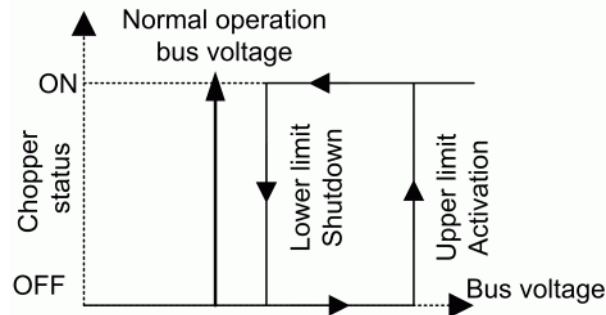 Normal operation
bus voltage
ON
Chopper
status
Lower limit
Shutdown
Upper limit
Activation
OFF
Bus voltage